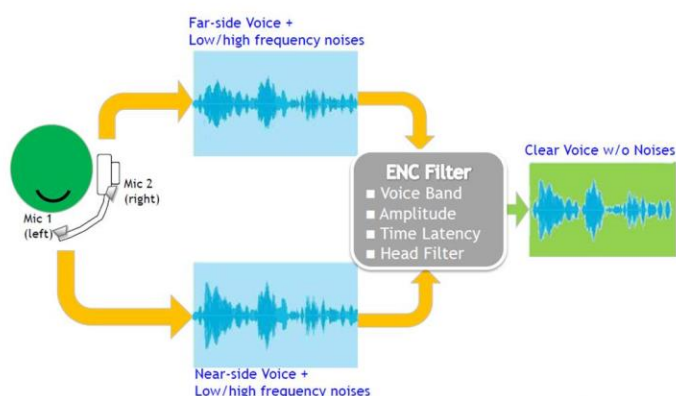 Far-side Voice +
Low/high frequency noises
Mic 2
(right)
Mic 1
(left)
ENC Filter
■ Voice Band
■ Amplitude
■ Time Latency
■ Head Filter
Clear Voice w/o Noises
Near-side Voice +
Low/high frequency noises